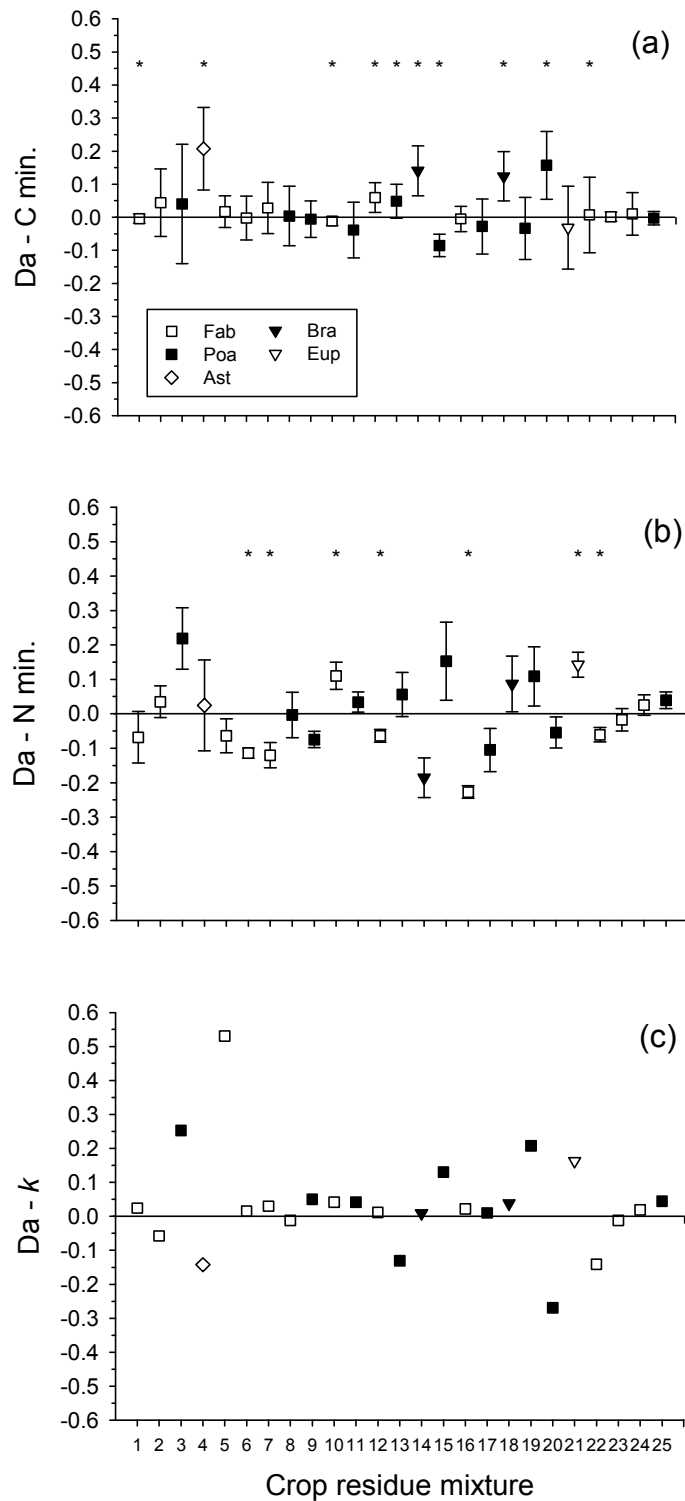 0.6
0.5
0.4
0.3
0.2
0.1
0.0
-0.1
-0.2
-0.3
-0.4
-0.5
-0.6
Da - C min.
(a)
* * * * * * * * * *
Fab
Poa
Ast
Bra
Eup
0.6
0.5
0.4
0.3
0.2
0.1
0.0
-0.1
-0.2
-0.3
-0.4
-0.5
-0.6
Da - N min.
(b)
* * * * * * *
0.6
0.5
0.4
0.3
0.2
0.1
0.0
-0.1
-0.2
-0.3
-0.4
-0.5
-0.6
Da - k
(c)
1 2 3 4 5 6 7 8 9 10 11 12 13 14 15 16 17 18 19 20 21 22 23 24 25
Crop residue mixture